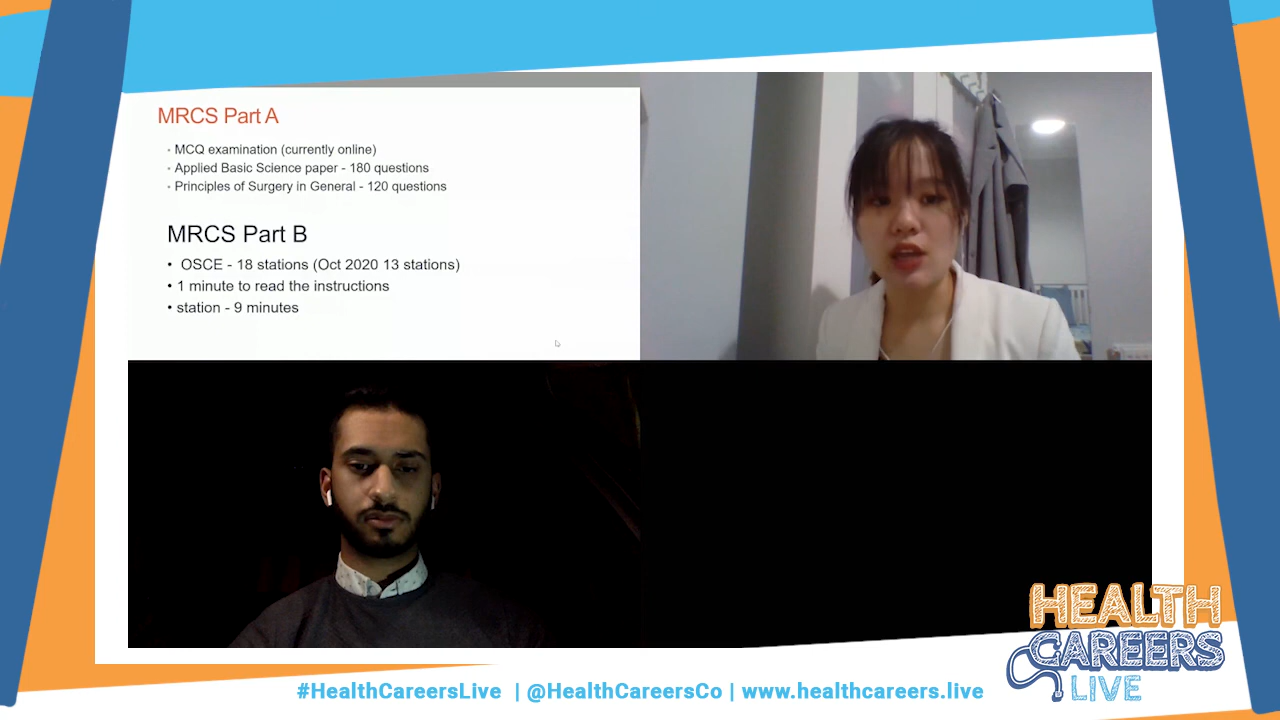 MRCS Part A
• MCQ examination (currently online)
• Applied Basic Science paper - 180 questions
• Principles of Surgery in General - 120 questions
MRCS Part B
• OSCE - 18 stations (Oct 2020 13 stations)
• 1 minute to read the instructions
• station - 9 minutes
HEALTH
CAREERS
LIVE
#HealthCareersLive | @HealthCareersCo | www.healthcareers.live